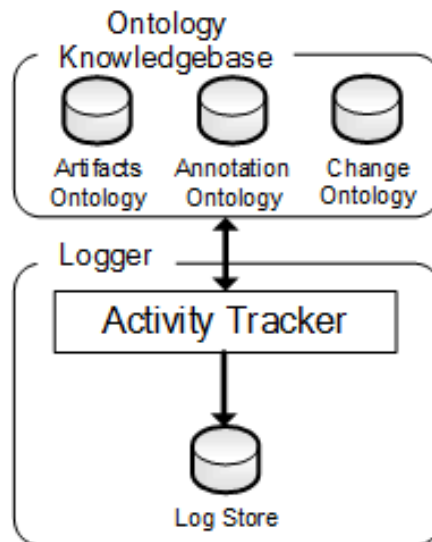 Ontology
Knowledgebase
Artifacts Ontology
Annotation Ontology
Change Ontology
Logger
Activity Tracker
Log Store